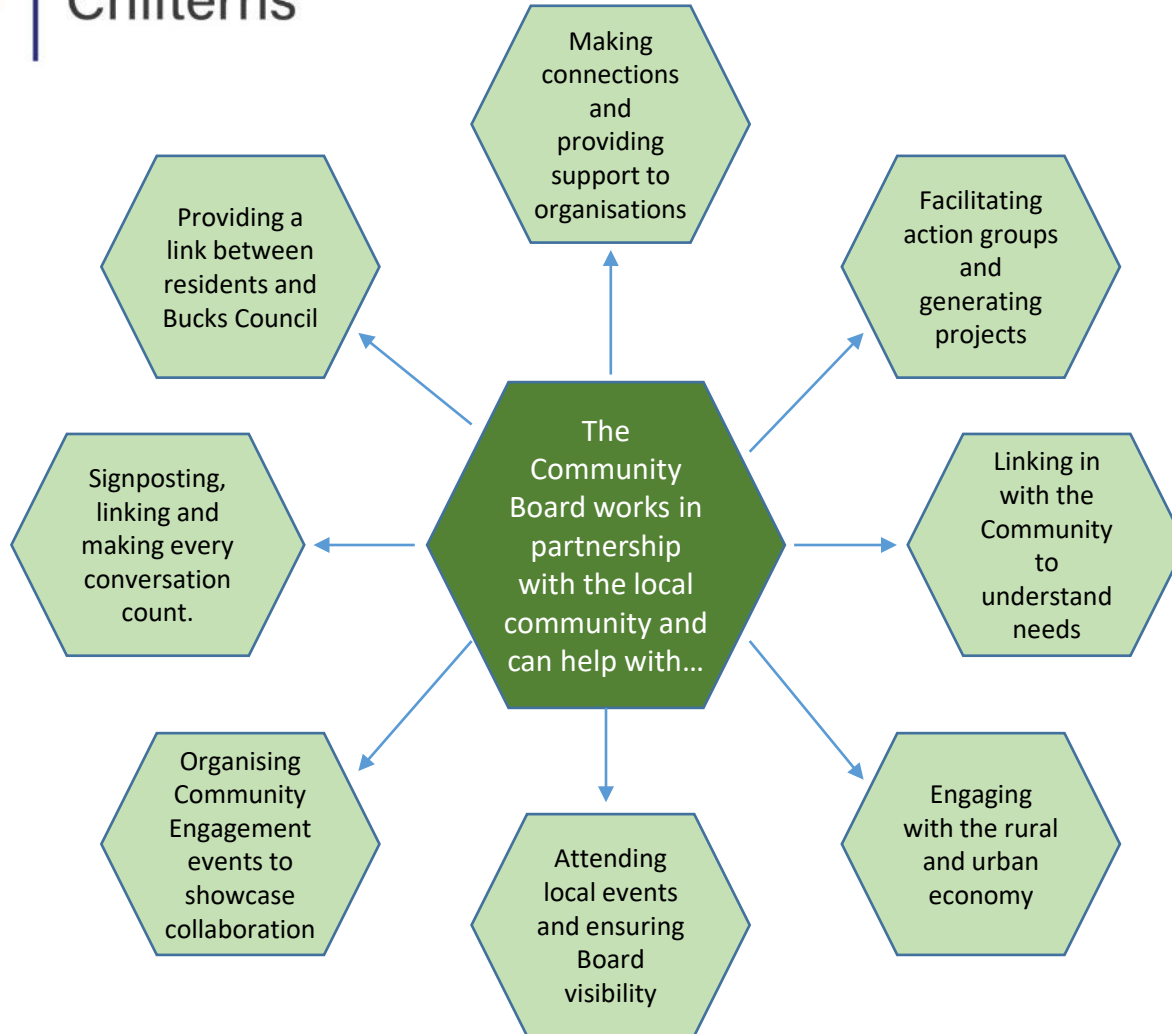 Chilterns
Making
connections
and
providing
support to
organisations
Providing a
link between
residents and
Bucks Council
Facilitating
action groups
and
generating
projects
The
Community
Board works in
partnership
with the local
community and
can help with…
Signposting,
linking and
making every
conversation
count.
Linking in
with the
Community
to
understand
needs
Organising
Community
Engagement
events to
showcase
collaboration
Attending
local events
and ensuring
Board
visibility
Engaging
with the rural
and urban
economy